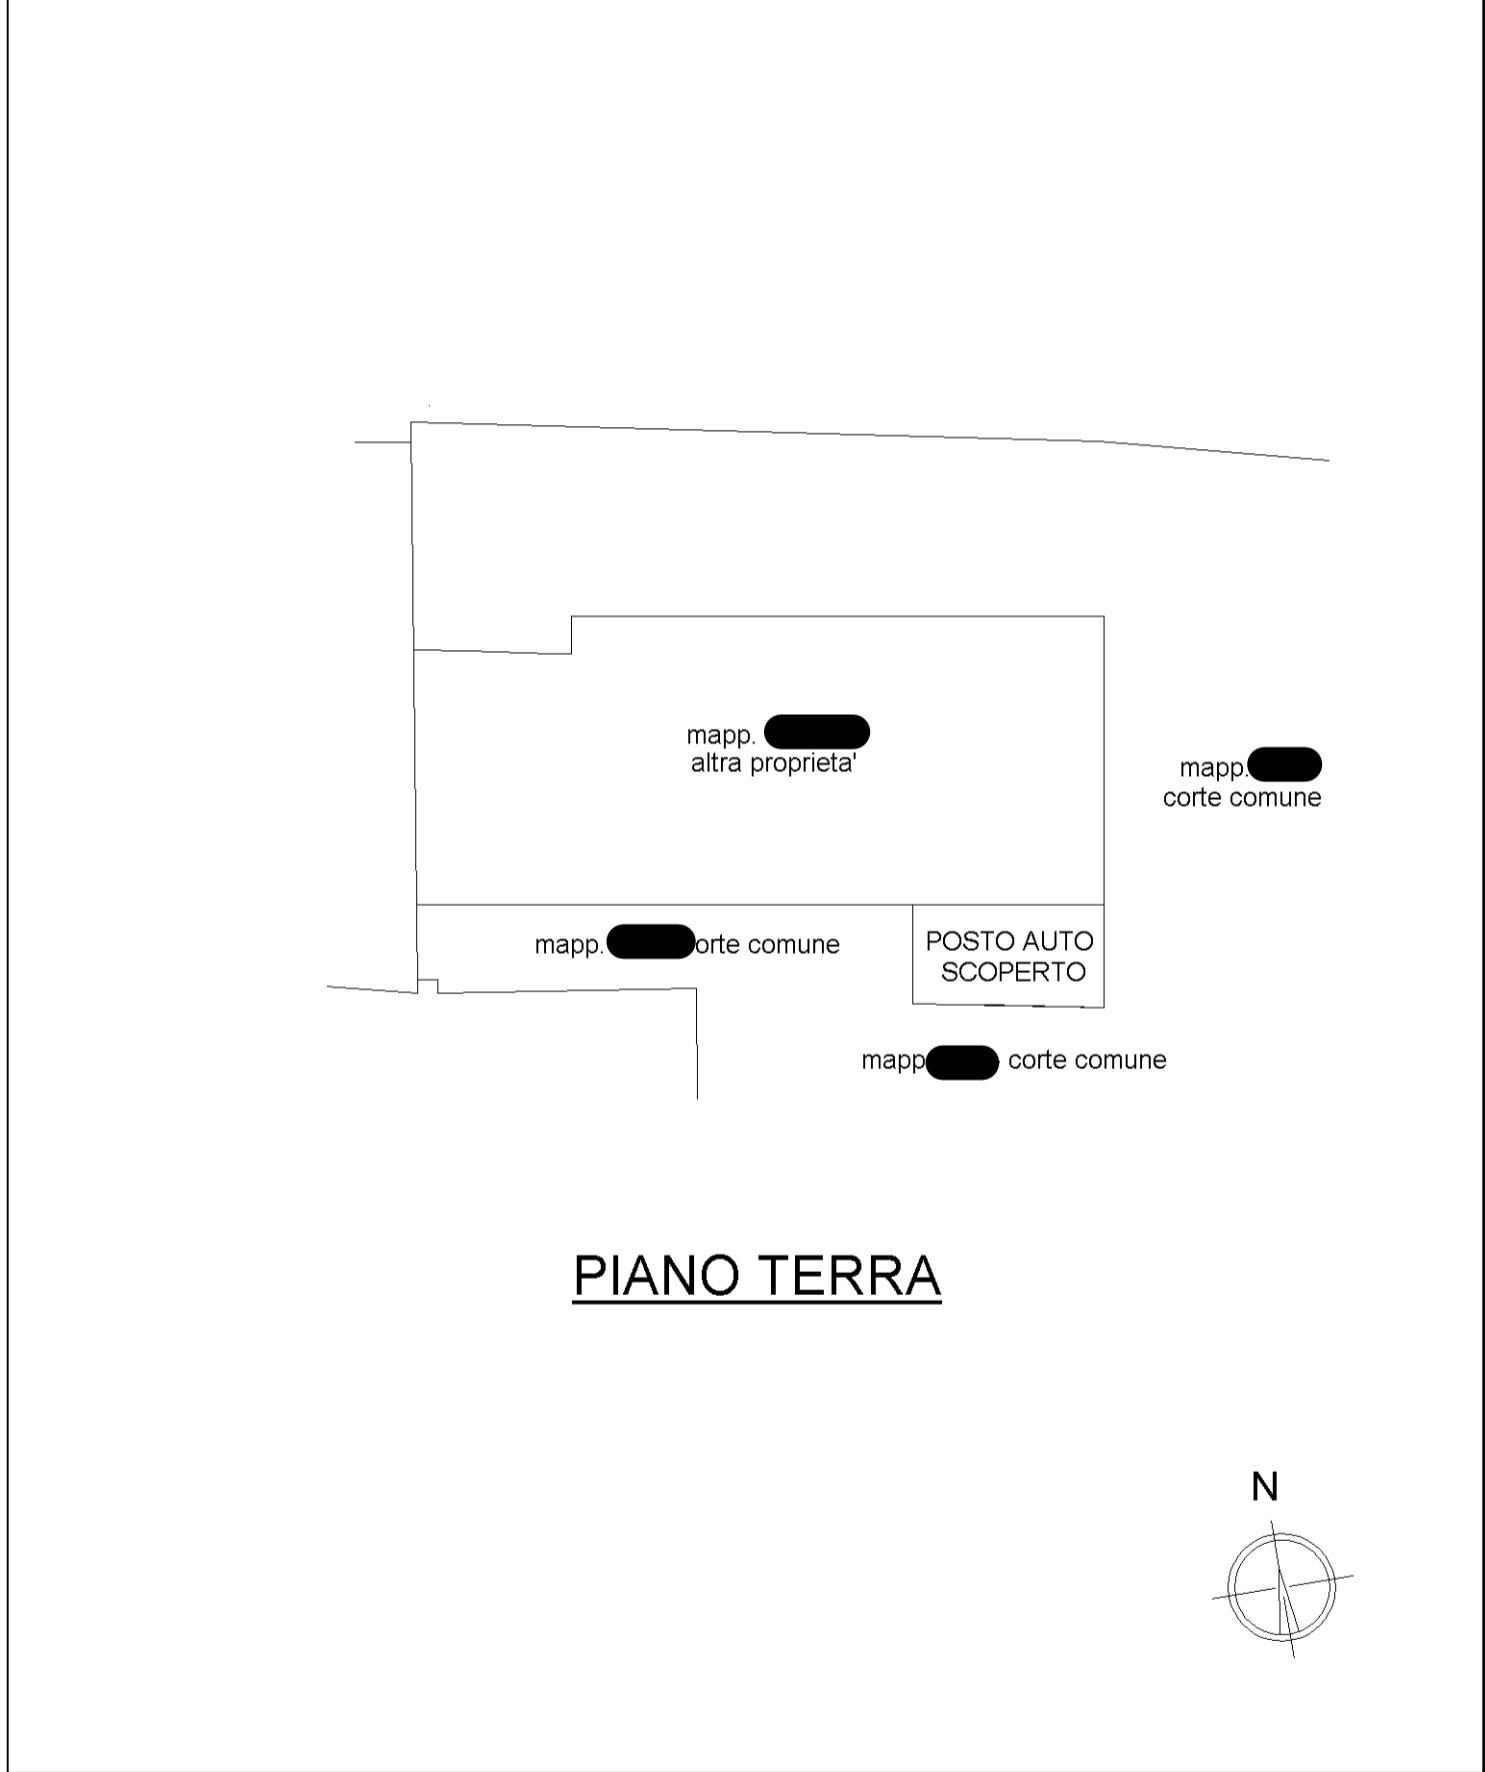 mapp.
altra proprieta'
mapp.
corte comune
mapp. orte comune
POSTO AUTO
SCOPERTO
mapp corte comune
PIANO TERRA
N